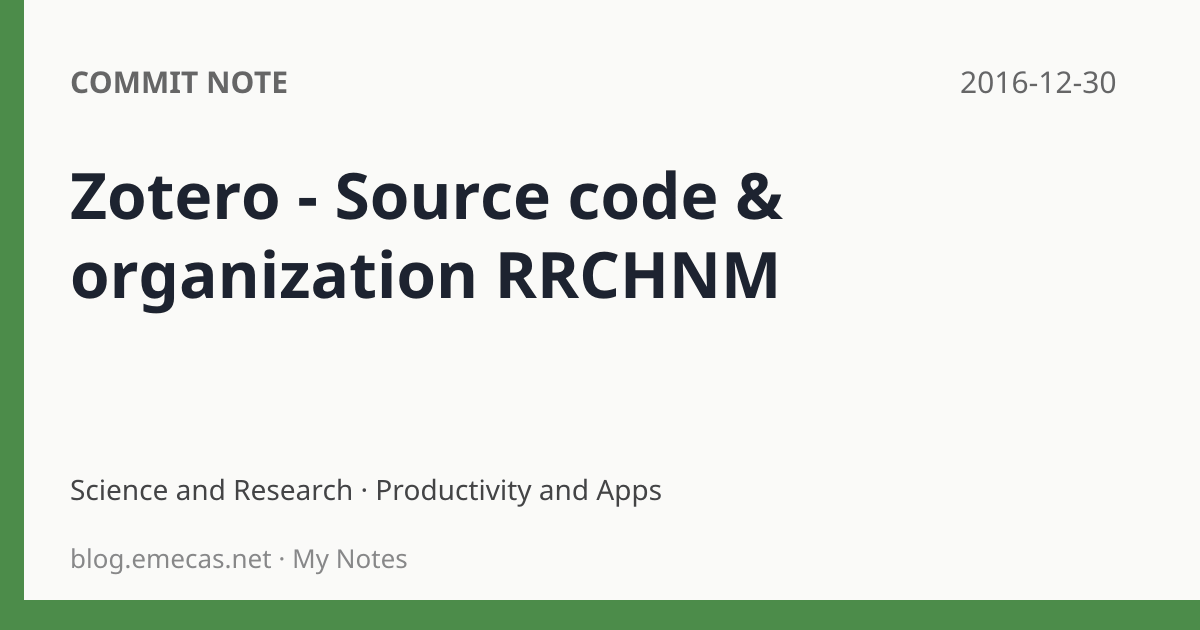 COMMIT NOTE
2016-12-30
Zotero - Source code &
organization RRCHNM
Science and Research · Productivity and Apps
blog.emecas.net · My Notes